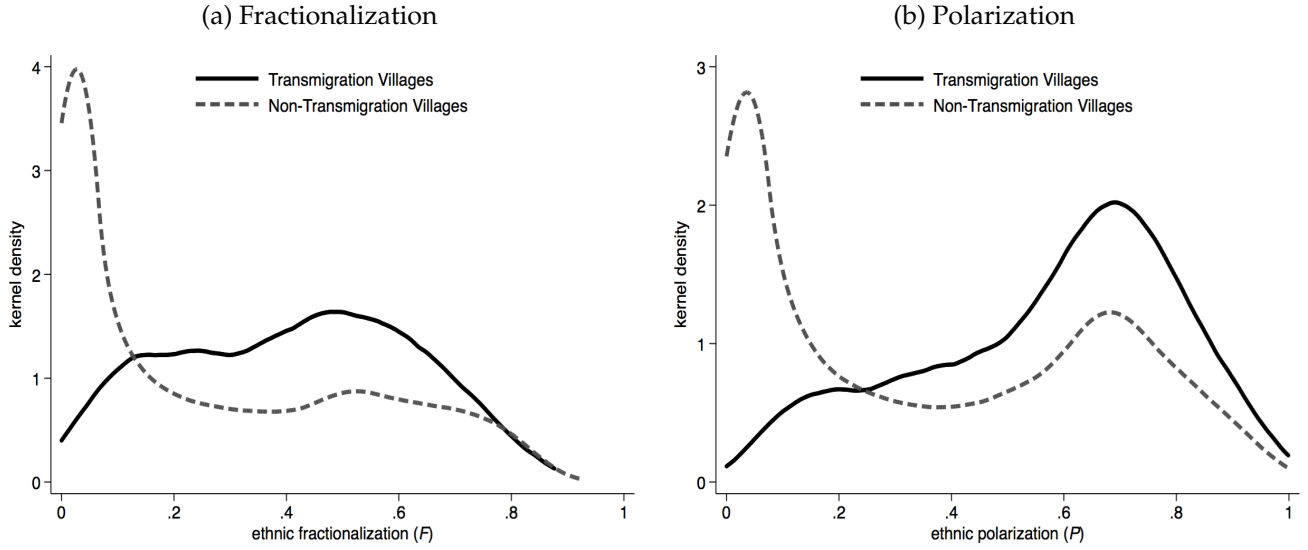 (a) Fractionalization
4
3
2
1
0
kernel density
Transmigration Villages
Non-Transmigration Villages
0 .2 .4 .6 .8 1
ethnic fractionalization (F)
(b) Polarization
3
2
1
0
kernel density
Transmigration Villages
Non-Transmigration Villages
0 .2 .4 .6 .8 1
ethnic polarization (P)